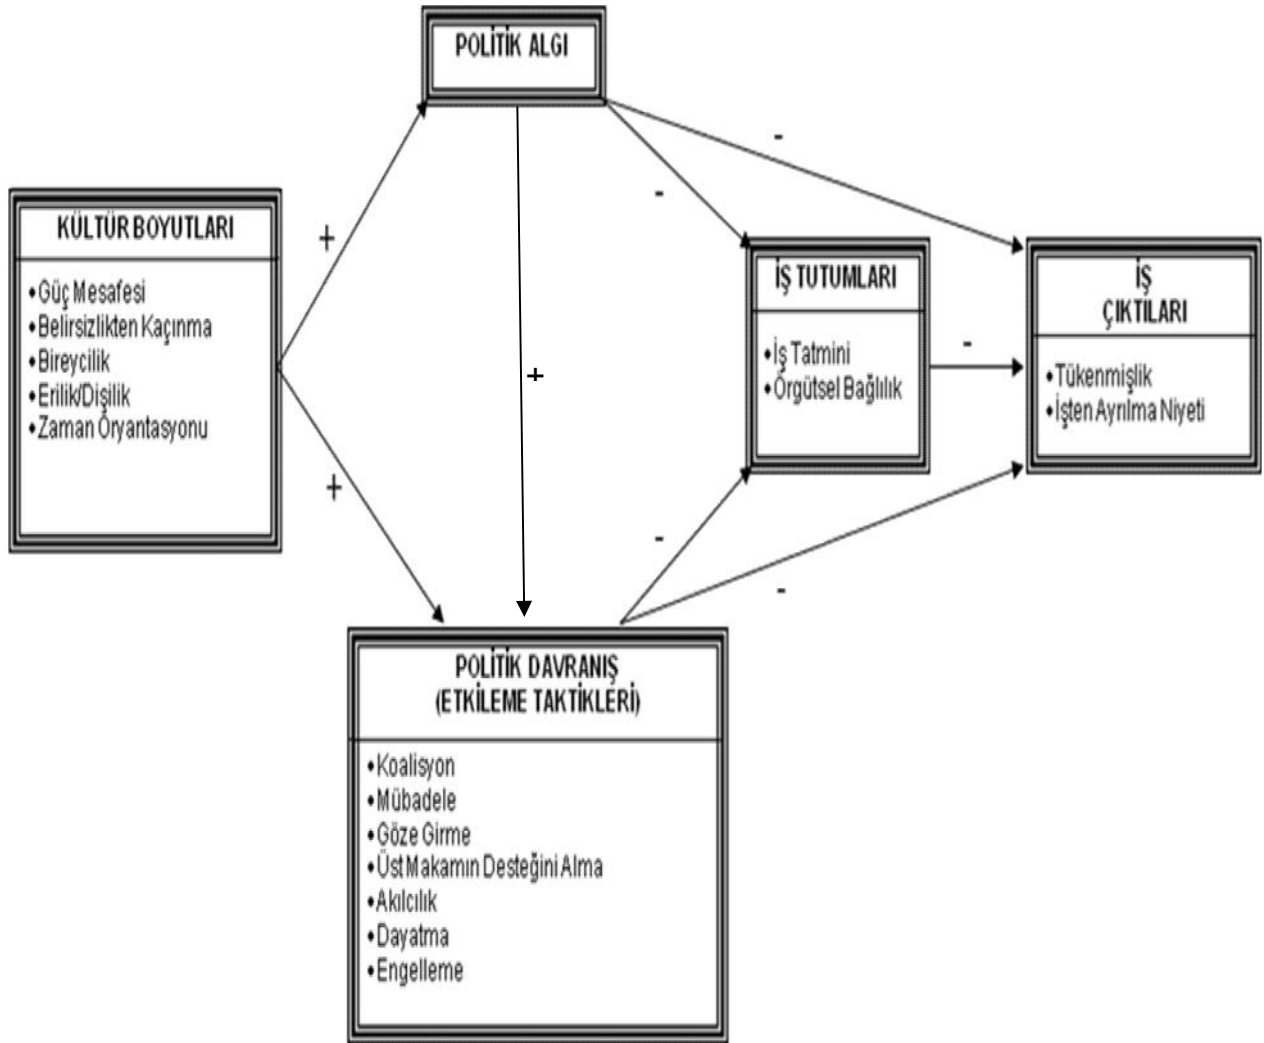 POLİTİK ALGI
-
-
KÜLTÜR BOYUTLARI
+
•Güç Mesafesi
•Belirsizlikten Kaçınma
•Bireycilik
•Erilik/Dişilik
•Zaman Oryantasyonu
+
+
İŞ TUTUMLARI
•İş Tatmini
•Örgütsel Bağlılık
-
İŞ
ÇIKTILARI
•Tükenmişlik
•İşten Ayrılma Niyeti
-
-
POLİTİK DAVRANIŞ
(ETKİLEME TAKTİKLERİ)
•Koalisyon
•Mübadele
•Göze Girme
•Üst Makamın Desteğini Alma
•Akılcılık
•Dayatma
•Engelleme